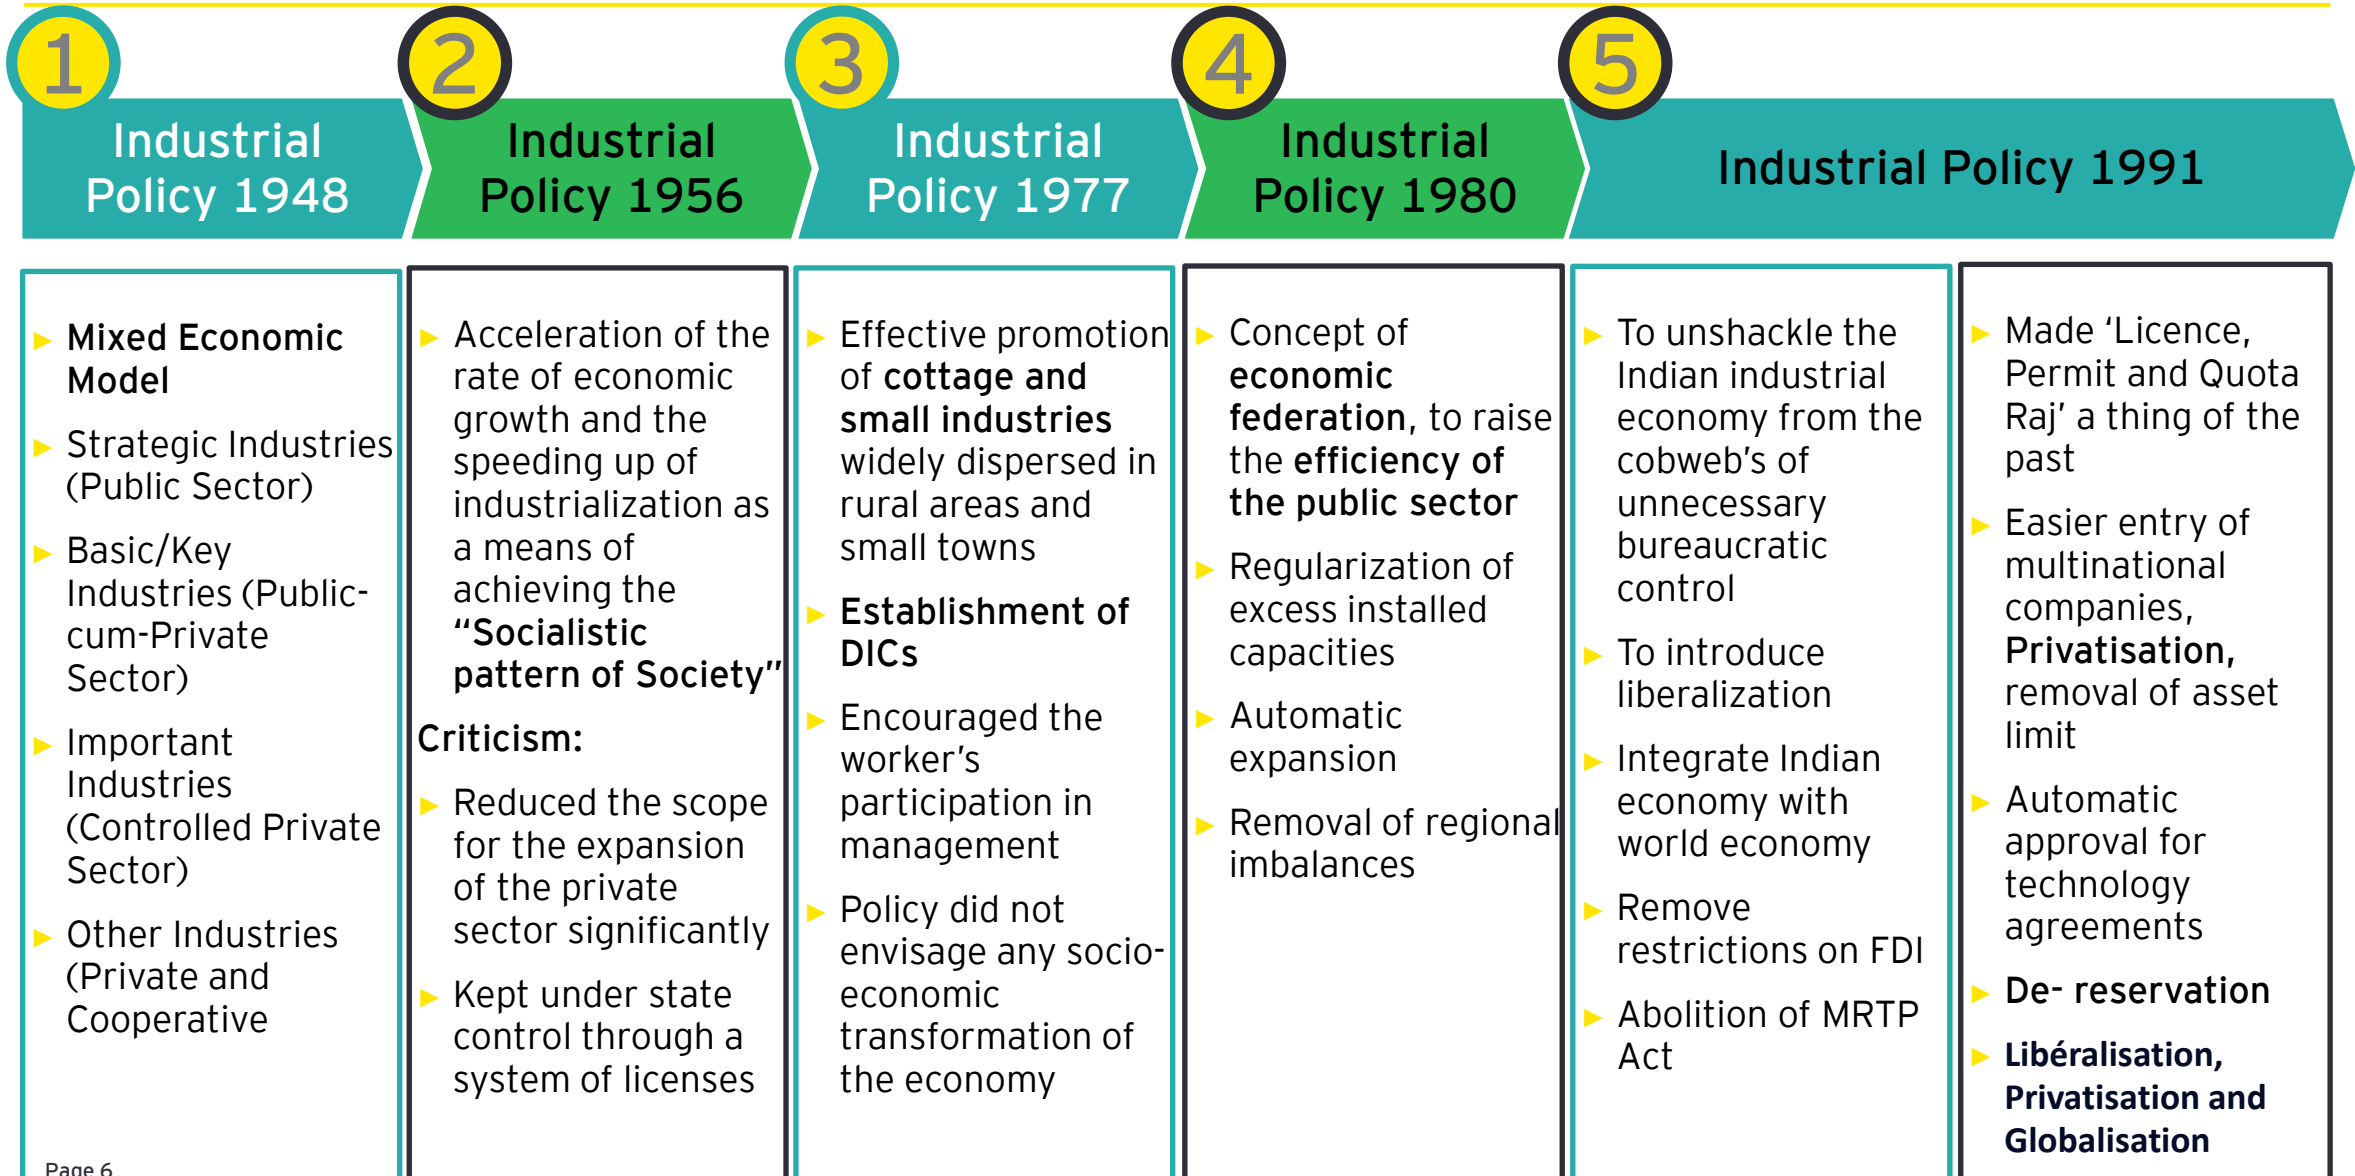 1
Industrial
Policy 1948
2
Industrial
Policy 1956
3
Industrial
Policy 1977
4
Industrial
Policy 1980
5
Industrial Policy 1991
► Mixed Economic
Model
► Strategic Industries
(Public Sector)
► Basic/Key
Industries (Public-
cum-Private
Sector)
► Important
Industries
(Controlled Private
Sector)
► Other Industries
(Private and
Cooperative
► Acceleration of the
rate of economic
growth and the
speeding up of
industrialization as
a means of
achieving the
“Socialistic
pattern of Society”
Criticism:
► Reduced the scope
for the expansion
of the private
sector significantly
► Kept under state
control through a
system of licenses
► Effective promotion
of cottage and
small industries
widely dispersed in
rural areas and
small towns
► Establishment of
DICs
► Encouraged the
worker’s
participation in
management
► Policy did not
envisage any socio-
economic
transformation of
the economy
► Concept of
economic
federation, to raise
the efficiency of
the public sector
► Regularization of
excess installed
capacities
► Automatic
expansion
► Removal of regional
imbalances
► To unshackle the
Indian industrial
economy from the
cobweb’s of
unnecessary
bureaucratic
control
► To introduce
liberalization
► Integrate Indian
economy with
world economy
► Remove
restrictions on FDI
► Abolition of MRTP
Act
► Made ‘Licence,
Permit and Quota
Raj’ a thing of the
past
► Easier entry of
multinational
companies,
Privatisation,
removal of asset
limit
► Automatic
approval for
technology
agreements
► De- reservation
► Libéralisation,
Privatisation and
Globalisation
Page 6